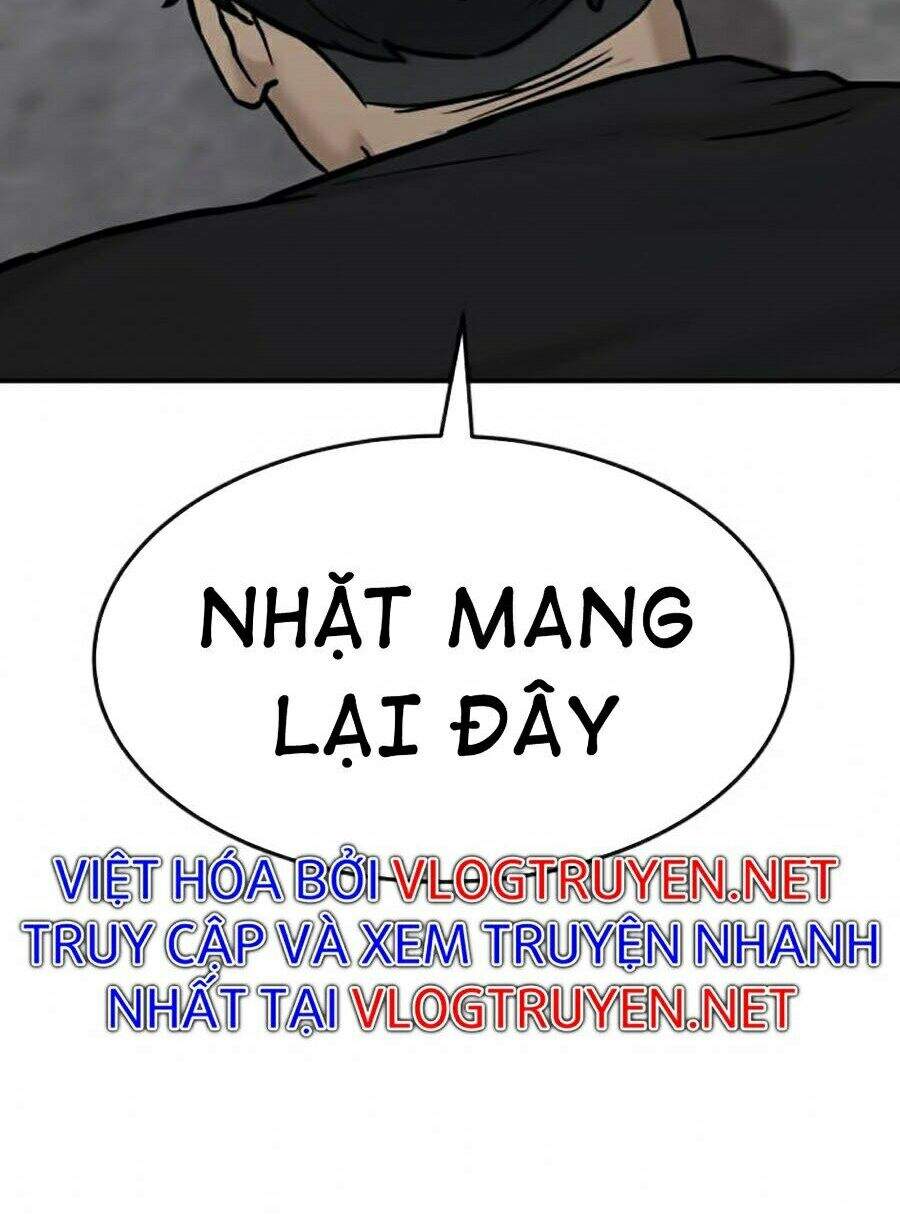 NHẶT MANG
LẠI ĐÂY
VIỆT HÓA BỞI VLOGTRUYEN.NET
TRUY CẬP VÀ XEM TRUYỆN NHANH
NHẤT TẠI VLOGTRUYEN.NET